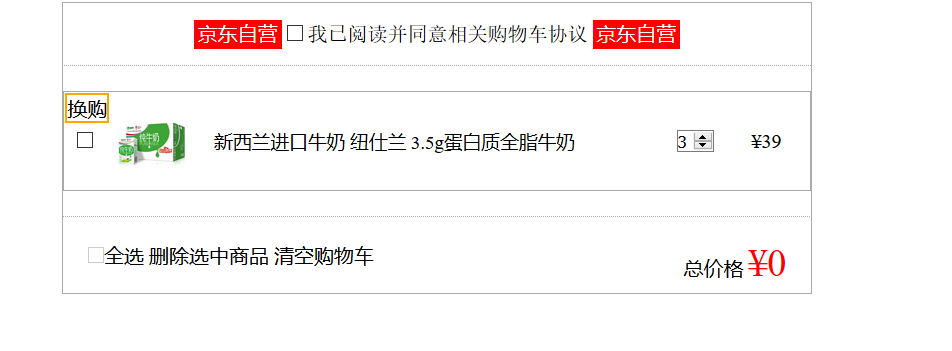 京东自营 我已阅读并同意相关购物车协议 京东自营
换购
纯牛奶
新西兰进口牛奶 纽仕兰 3.5g蛋白质全脂牛奶 3 ¥39
全选 删除选中商品 清空购物车
总价格 ¥0